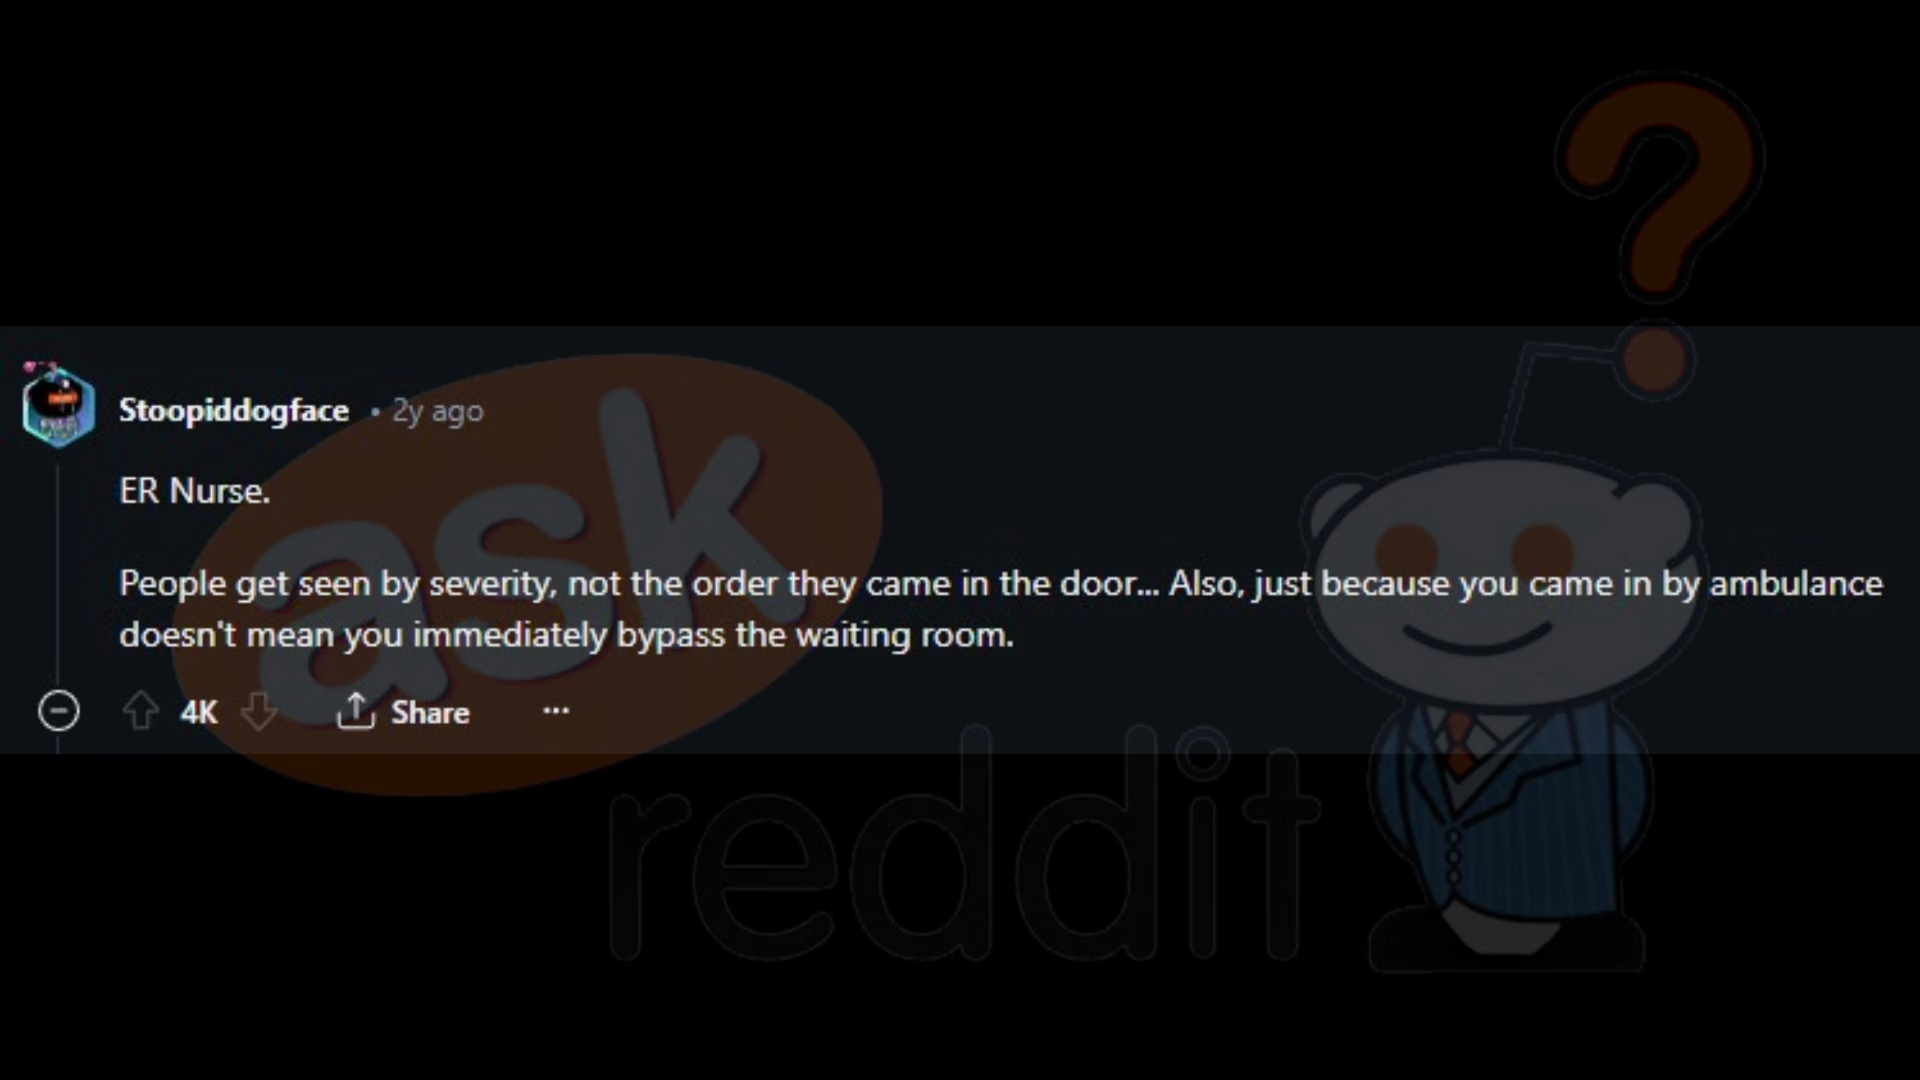 Stoopiddogface • 2y ago
ER Nurse.
People get seen by severity, not the order they came in the door... Also, just because you came in by ambulance
doesn't mean you immediately bypass the waiting room.
4K Share ...
ask
reddit